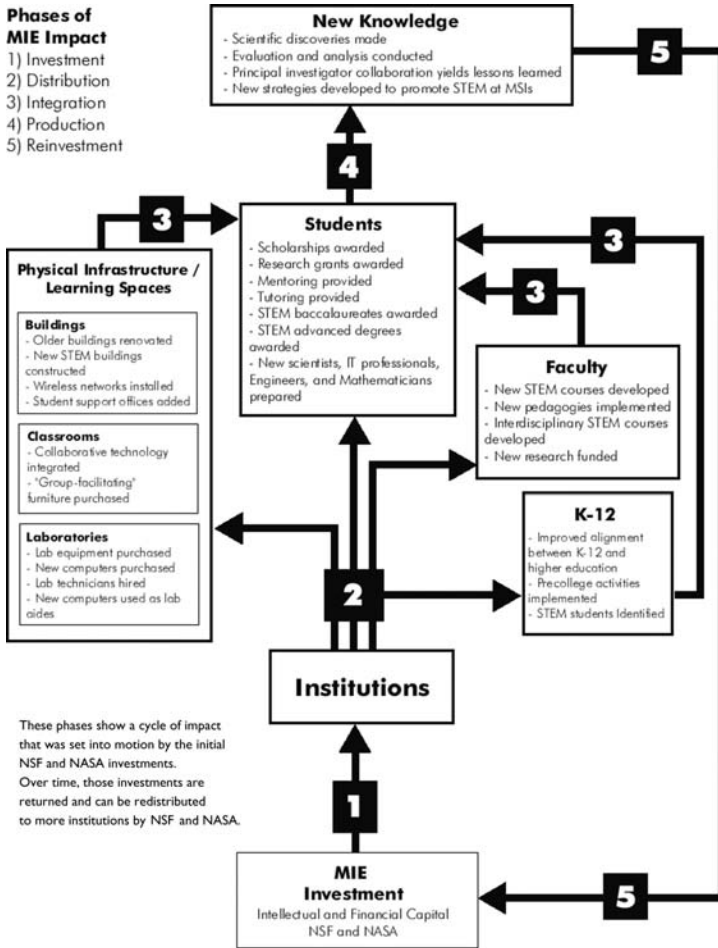 Phases of
MIE Impact
1) Investment
2) Distribution
3) Integration
4) Production
5) Reinvestment
New Knowledge
- Scientific discoveries made
- Evaluation and analysis conducted
- Principal investigator collaboration yields lessons learned
- New strategies developed to promote STEM at MSIs
5
4
3
Students
- Scholarships awarded
- Research grants awarded
- Mentoring provided
- Tutoring provided
- STEM baccalaureates awarded
- STEM advanced degrees
awarded
- New scientists, IT professionals,
Engineers, and Mathematicians
prepared
3
3
Physical Infrastructure /
Learning Spaces
Buildings
- Older buildings renovated
- New STEM buildings
constructed
- Wireless networks installed
- Student support offices added
Classrooms
- Collaborative technology
integrated
- "Group-facilitating"
furniture purchased
Laboratories
- Lab equipment purchased
- New computers purchased
- Lab technicians hired
- New computers used as lab
aides
Faculty
- New STEM courses developed
- New pedagogies implemented
- Interdisciplinary STEM courses
developed
- New research funded
K-12
- Improved alignment
between K-12 and
higher education
- Precollege activities
implemented
- STEM students Identified
2
Institutions
These phases show a cycle of impact
that was set into motion by the initial
NSF and NASA investments.
Over time, those investments are
returned and can be redistributed
to more institutions by NSF and NASA.
1
MIE
Investment
Intellectual and Financial Capital
NSF and NASA
5